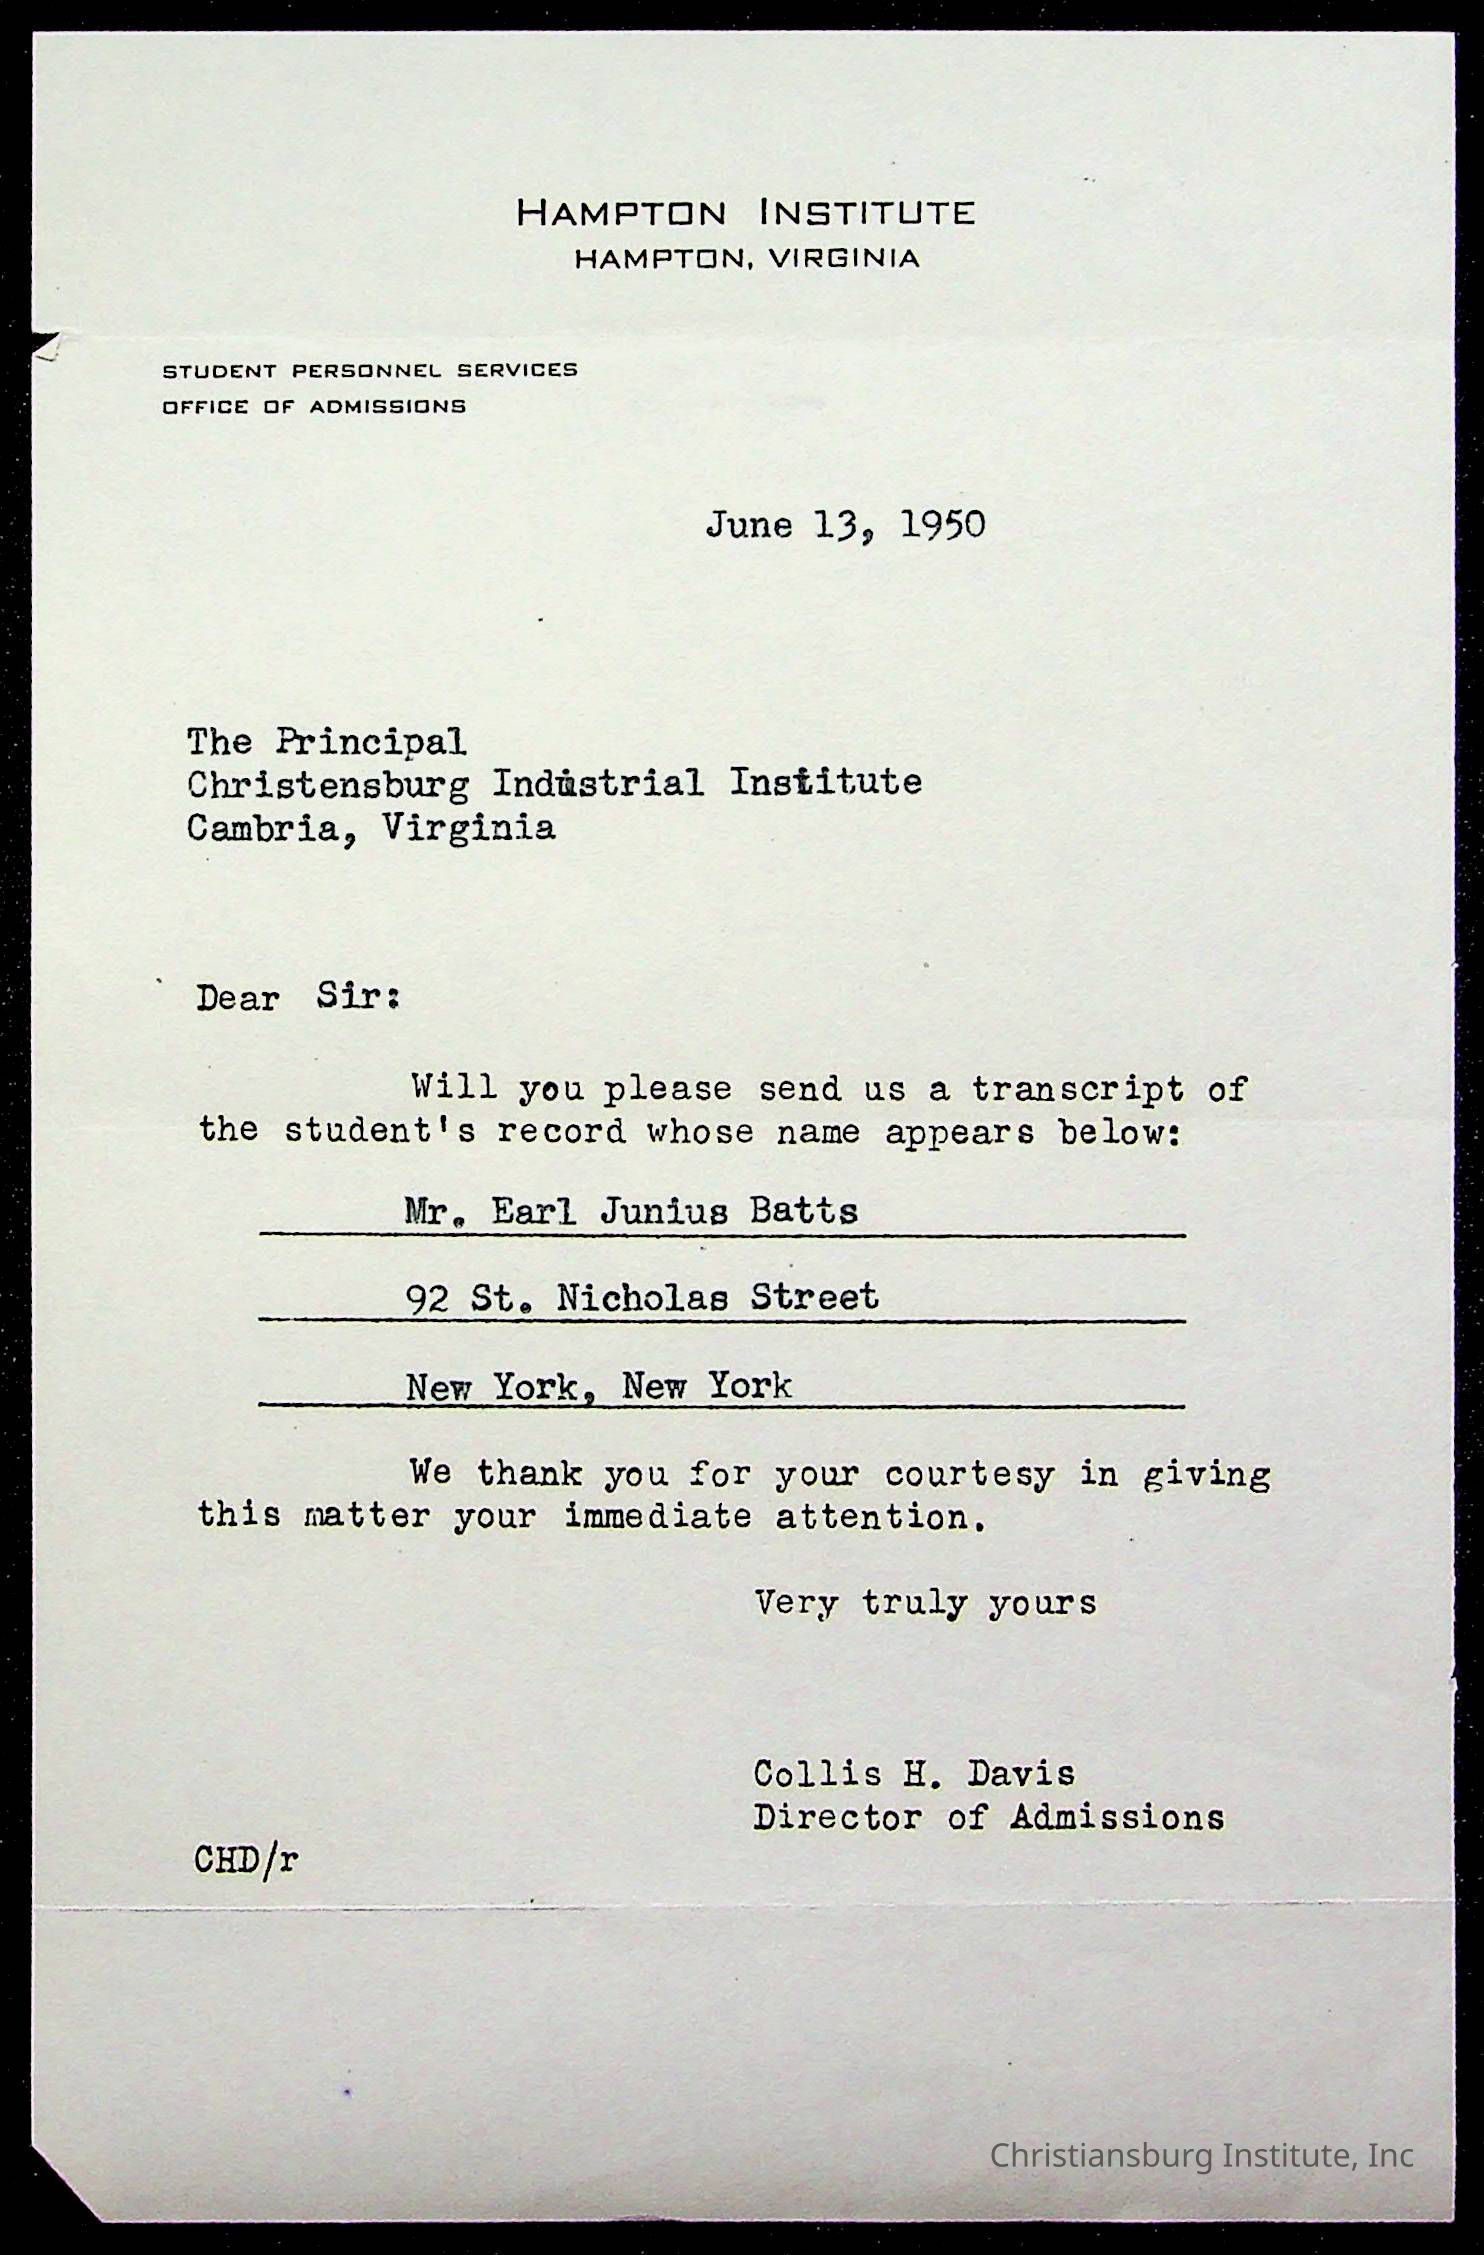 HAMPTON INSTITUTE
HAMPTON, VIRGINIA
STUDENT PERSONNEL SERVICES
OFFICE OF ADMISSIONS
June 13, 1950
The Principal
Christensburg Industrial Institute
Cambria, Virginia
Dear Sir:
Will you please send us a transcript of
the student's record whose name appears below:
Mr. Earl Junius Batts
92 St. Nicholas Street
New York, New York
We thank you for your courtesy in giving
this matter your immediate attention.
Very truly yours
Collis H. Davis
Director of Admissions
CHD/r
Christiansburg Institute, Inc